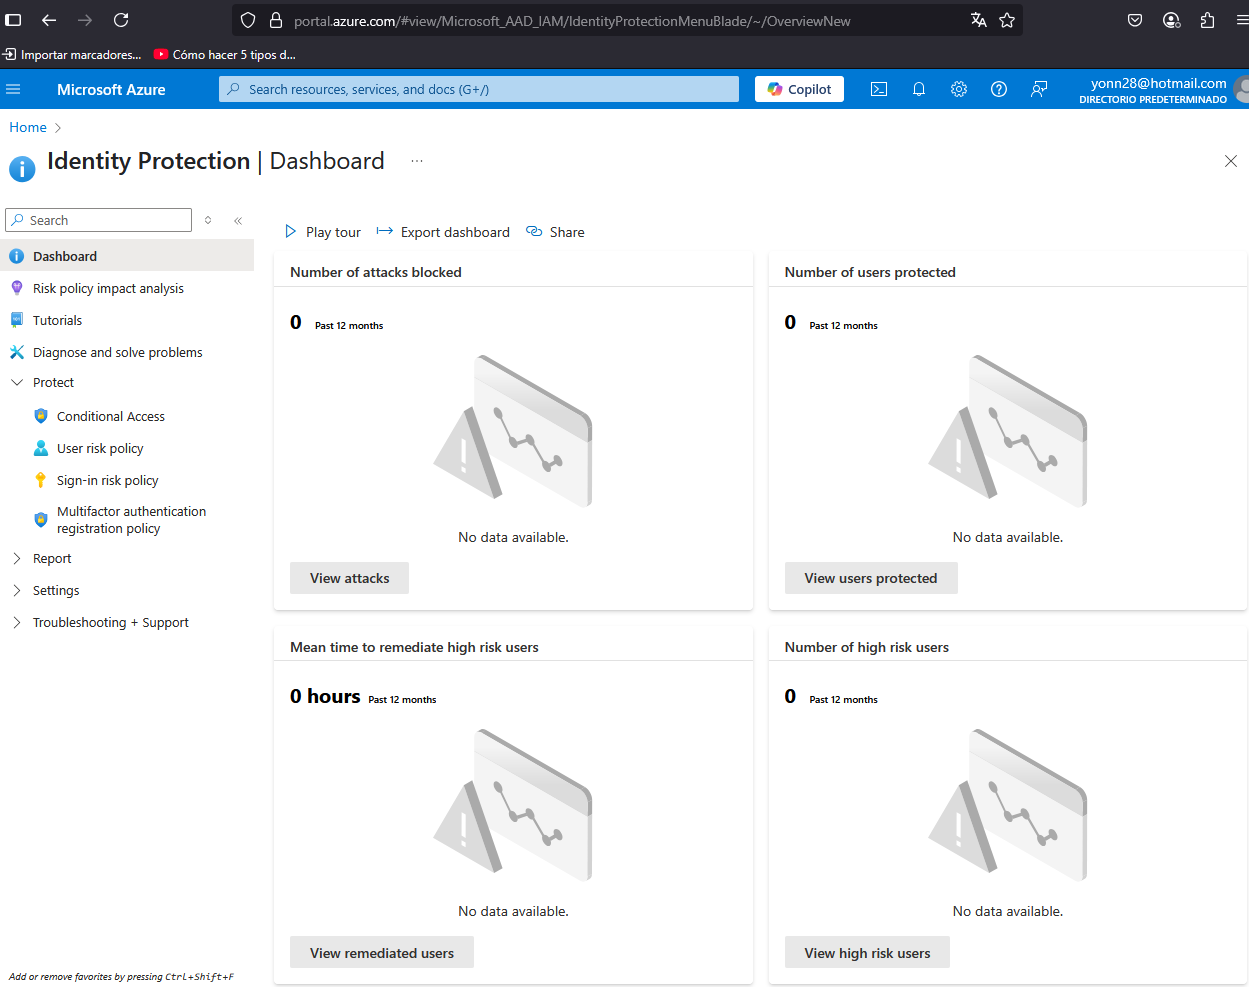 portal.azure.com/#view/Microsoft_AAD_IAM/IdentityProtectionMenuBlade/~/OverviewNew
Importar marcadores...
Cómo hacer 5 tipos d...
Microsoft Azure
Search resources, services, and docs (G+/)
Copilot
yonn28@hotmail.com
DIRECTORIO PREDETERMINADO
Home
Identity Protection | Dashboard
Search
Dashboard
Risk policy impact analysis
Tutorials
Diagnose and solve problems
Protect
Conditional Access
User risk policy
Sign-in risk policy
Multifactor authentication
registration policy
Report
Settings
Troubleshooting + Support
Add or remove favorites by pressing Ctrl+Shift+F
Play tour
Export dashboard
Share
Number of attacks blocked
0 Past 12 months
No data available.
View attacks
Number of users protected
0 Past 12 months
No data available.
View users protected
Mean time to remediate high risk users
0 hours Past 12 months
No data available.
View remediated users
Number of high risk users
0 Past 12 months
No data available.
View high risk users